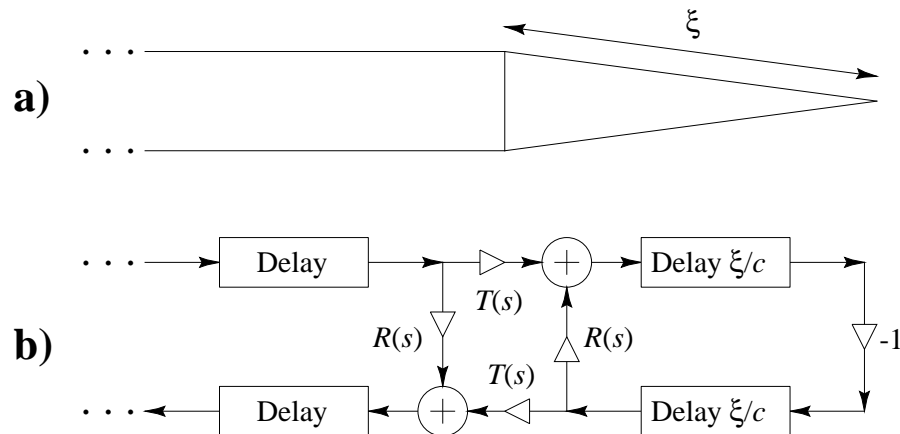 ξ
. . .
a)
. . .
. . . Delay + Delay ξ/c
T(s)
b) R(s) R(s) -1
T(s)
. . . Delay + Delay ξ/c